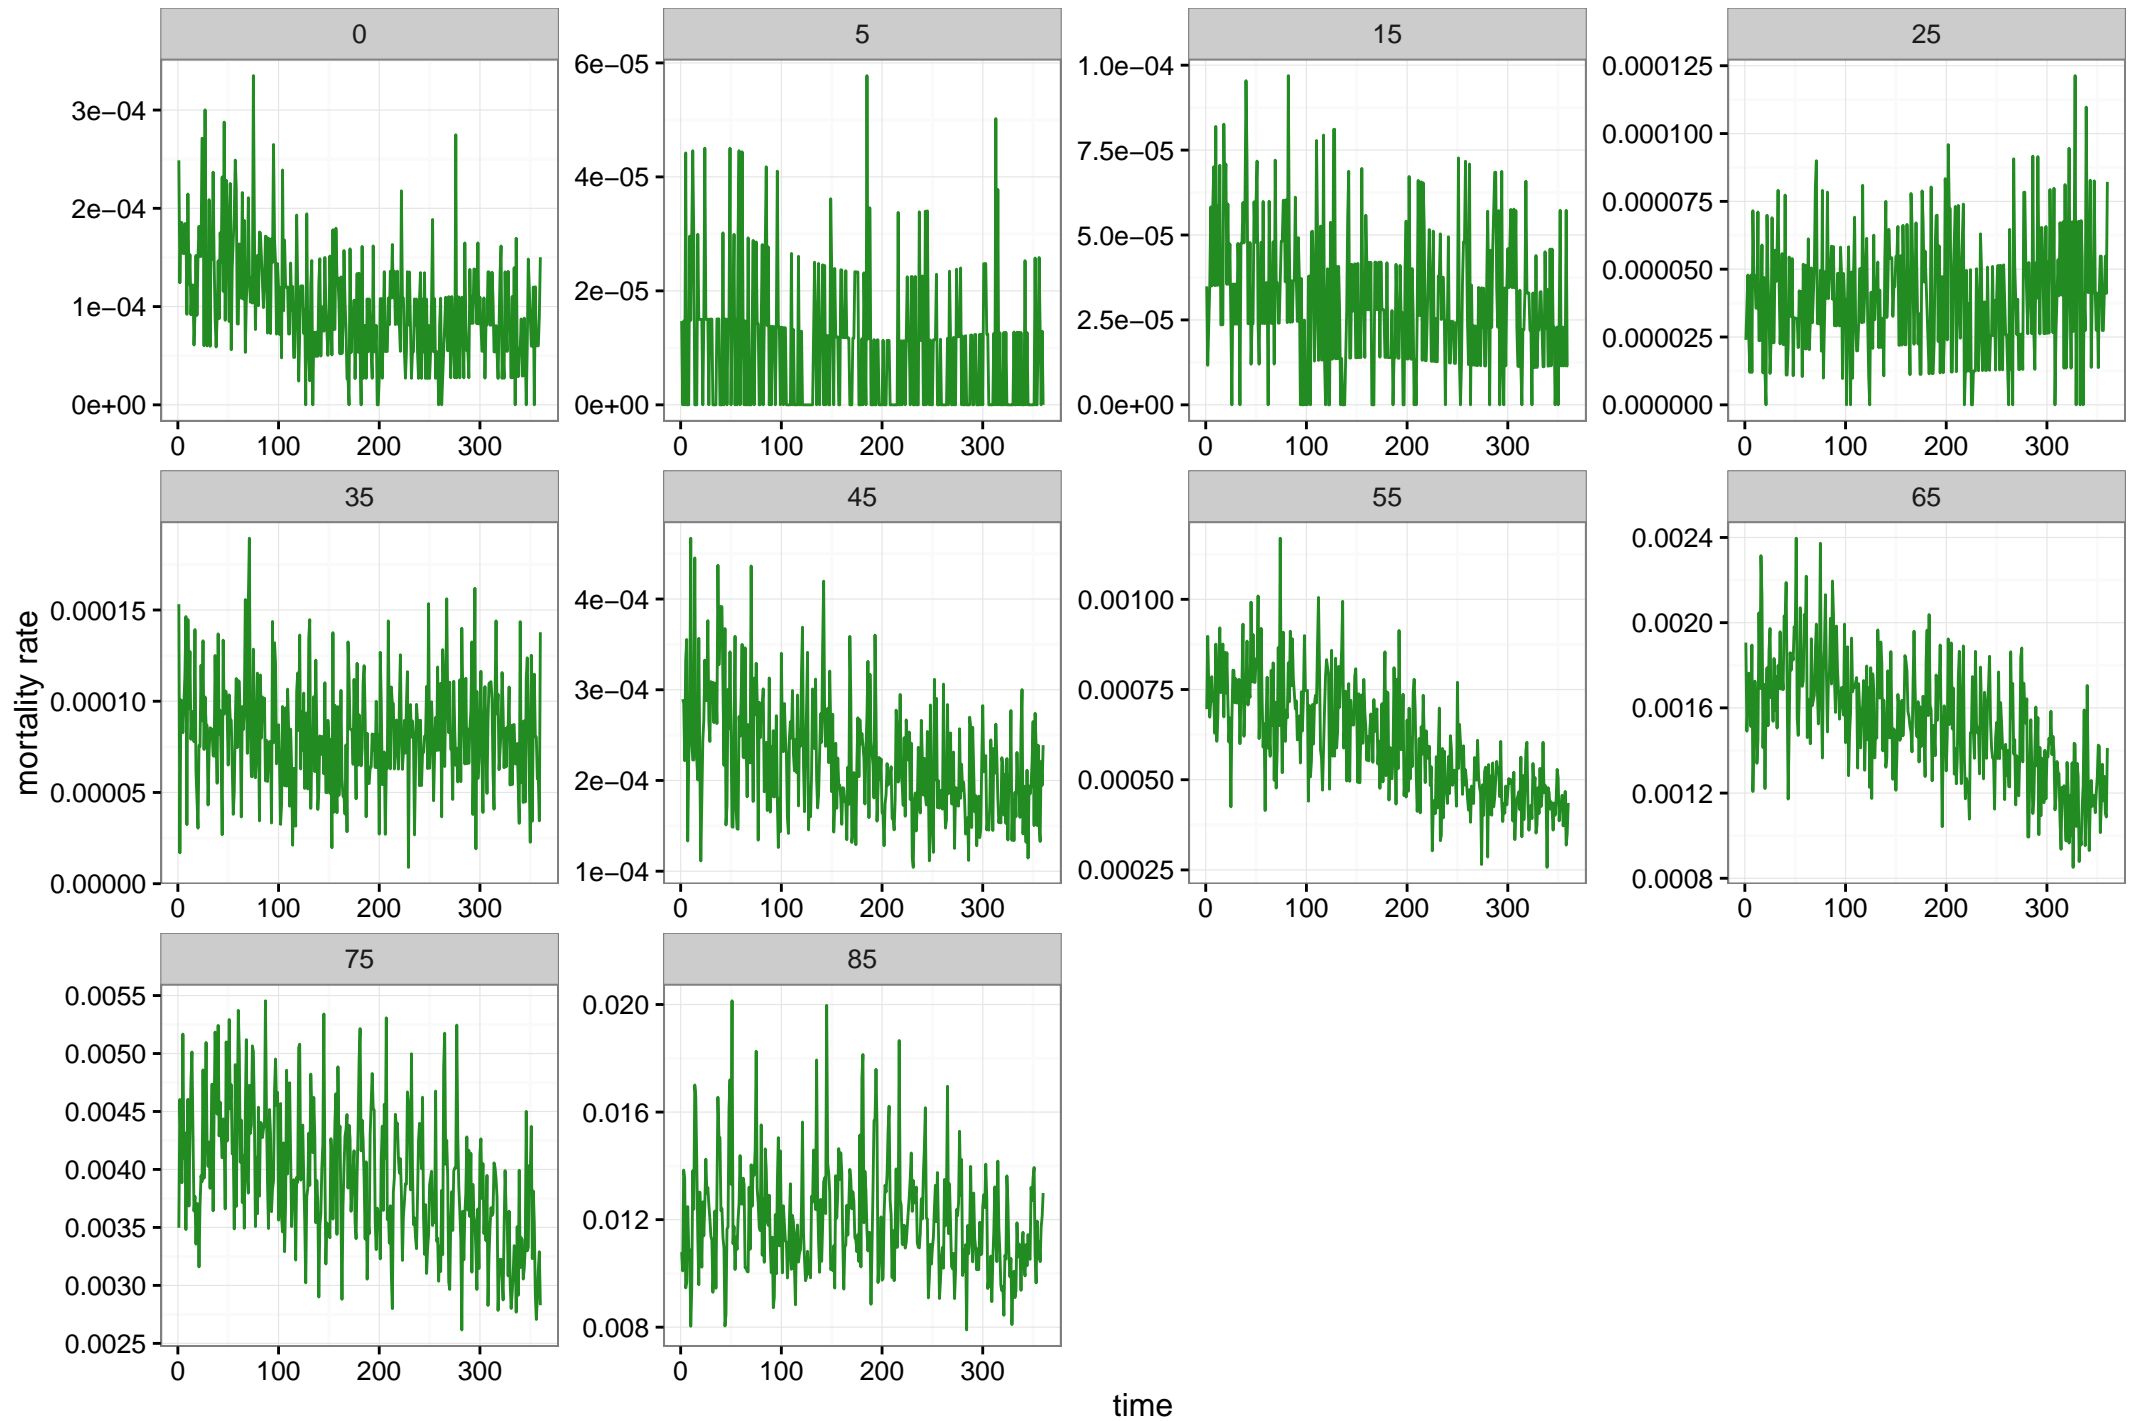 0
5
15
25
3e−04
2e−04
1e−04
0e+00
0 100 200 300
6e−05
4e−05
2e−05
0e+00
0 100 200 300
1.0e−04
7.5e−05
5.0e−05
2.5e−05
0.0e+00
0 100 200 300
0.000125
0.000100
0.000075
0.000050
0.000025
0.000000
0 100 200 300
mortality rate
35
45
55
65
0.00015
0.00010
0.00005
0.00000
0 100 200 300
4e−04
3e−04
2e−04
1e−04
0 100 200 300
0.00100
0.00075
0.00050
0.00025
0 100 200 300
0.0024
0.0020
0.0016
0.0012
0.0008
0 100 200 300
75
85
0.0055
0.0050
0.0045
0.0040
0.0035
0.0030
0.0025
0 100 200 300
0.020
0.016
0.012
0.008
0 100 200 300
time